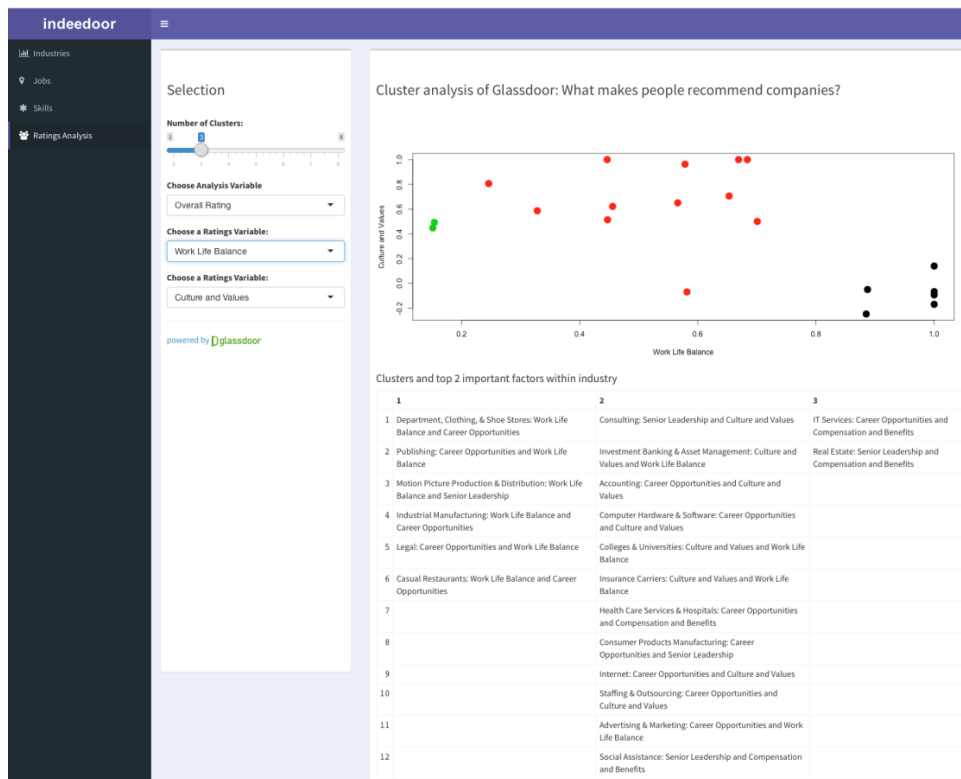 indeedoor
Industries
Jobs
Skills
Ratings Analysis
Selection
Number of Clusters:
2 3 8
2 3 4 5 6 7 8
Choose Analysis Variable
Overall Rating
Choose a Ratings Variable:
Work Life Balance
Choose a Ratings Variable:
Culture and Values
powered by glassdoor
Cluster analysis of Glassdoor: What makes people recommend companies?
Culture and Values
1.0
0.8
0.6
0.4
0.2
0.0
-0.2
0.2 0.4 0.6 0.8 1.0
Work Life Balance
Clusters and top 2 important factors within industry
1 2 3
1 Department, Clothing, & Shoe Stores: Work Life Consulting: Senior Leadership and Culture and Values IT Services: Career Opportunities and
Balance and Career Opportunities Compensation and Benefits
2 Publishing: Career Opportunities and Work Life Investment Banking & Asset Management: Culture and Real Estate: Senior Leadership and
Balance Values and Work Life Balance Compensation and Benefits
3 Motion Picture Production & Distribution: Work Life Accounting: Career Opportunities and Culture and
Balance and Senior Leadership Values
4 Industrial Manufacturing: Work Life Balance and Computer Hardware & Software: Career Opportunities
Career Opportunities and Culture and Values
5 Legal: Career Opportunities and Work Life Balance Colleges & Universities: Culture and Values and Work Life
Balance
6 Casual Restaurants: Work Life Balance and Career Insurance Carriers: Culture and Values and Work Life
Opportunities Balance
7 Health Care Services & Hospitals: Career Opportunities
and Compensation and Benefits
8 Consumer Products Manufacturing: Career
Opportunities and Senior Leadership
9 Internet: Career Opportunities and Culture and Values
10 Staffing & Outsourcing: Career Opportunities and
Culture and Values
11 Advertising & Marketing: Career Opportunities and Work
Life Balance
12 Social Assistance: Senior Leadership and Compensation
and Benefits